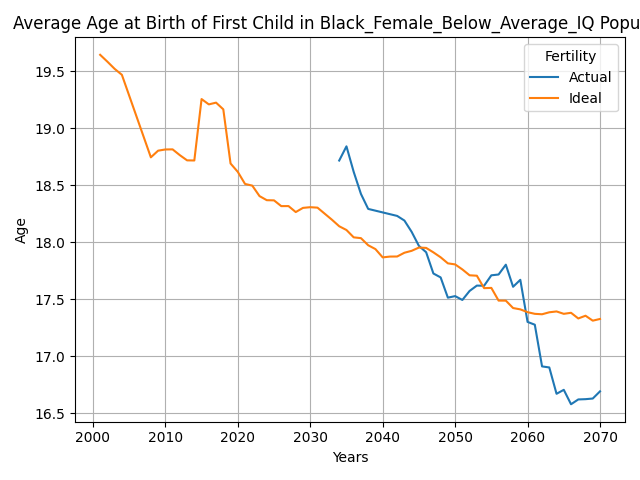 Average Age at Birth of First Child in Black_Female_Below_Average_IQ Popu
Fertility
Actual
Ideal
19.5
19.0
18.5
18.0
17.5
17.0
16.5
Age
2000 2010 2020 2030 2040 2050 2060 2070
Years